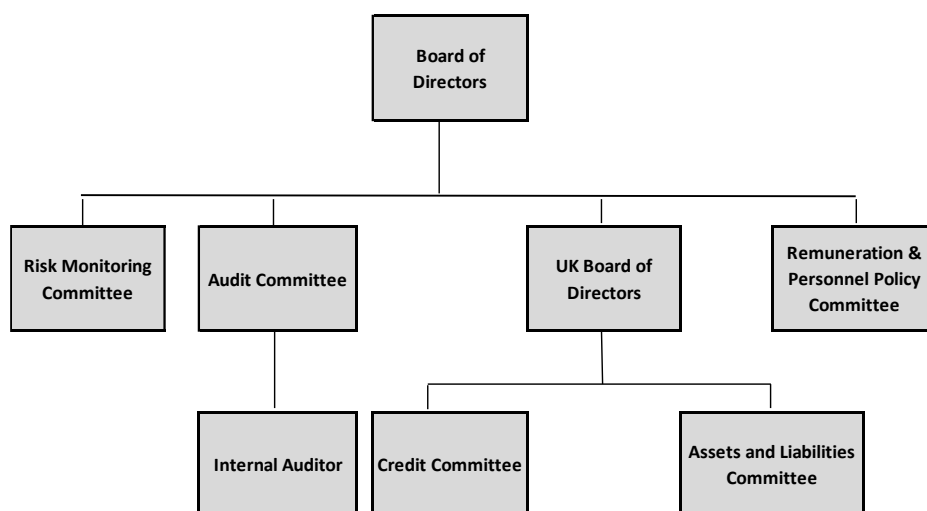 Board of
Directors
Risk Monitoring
Committee
Audit Committee
UK Board of
Directors
Remuneration &
Personnel Policy
Committee
Internal Auditor
Credit Committee
Assets and Liabilities
Committee